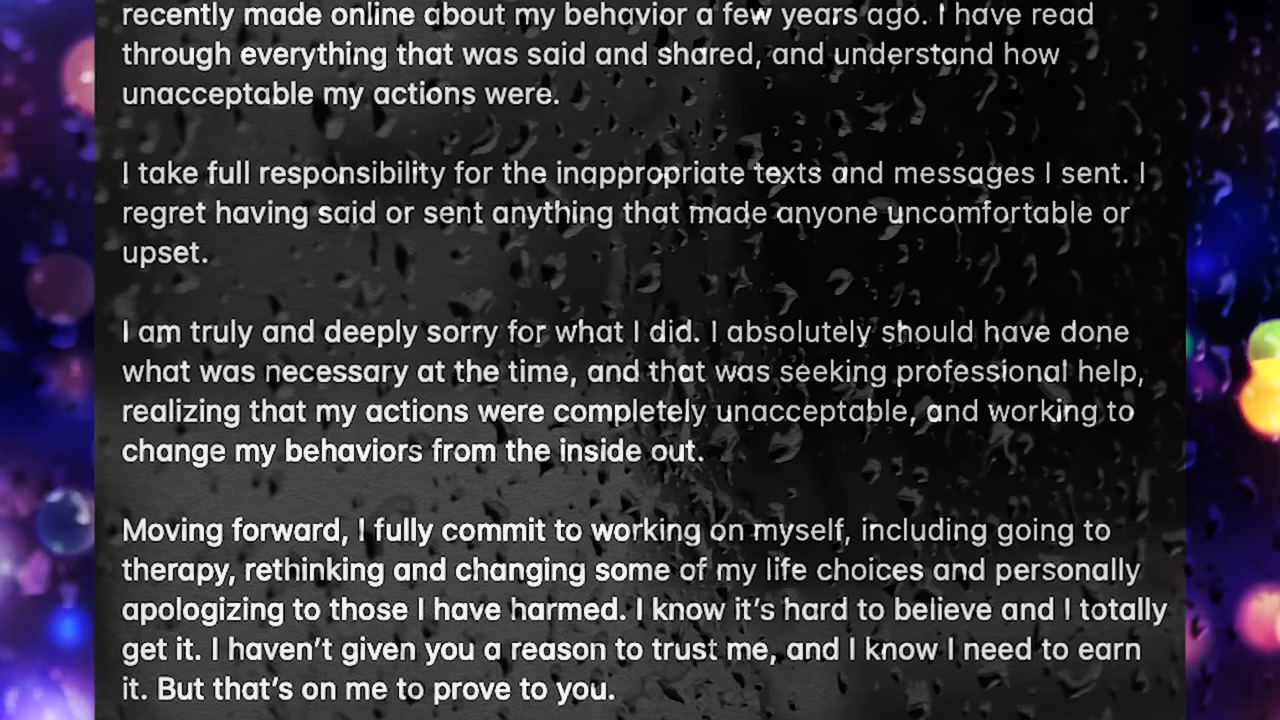 recently made online about my behavior a few years ago. I have read
through everything that was said and shared, and understand how
unacceptable my actions were.
I take full responsibility for the inappropriate texts and messages I sent. I
regret having said or sent anything that made anyone uncomfortable or
upset.
I am truly and deeply sorry for what I did. I absolutely should have done
what was necessary at the time, and that was seeking professional help,
realizing that my actions were completely unacceptable, and working to
change my behaviors from the inside out.
Moving forward, I fully commit to working on myself, including going to
therapy, rethinking and changing some of my life choices and personally
apologizing to those I have harmed. I know it's hard to believe and I totally
get it. I haven't given you a reason to trust me, and I know I need to earn
it. But that's on me to prove to you.